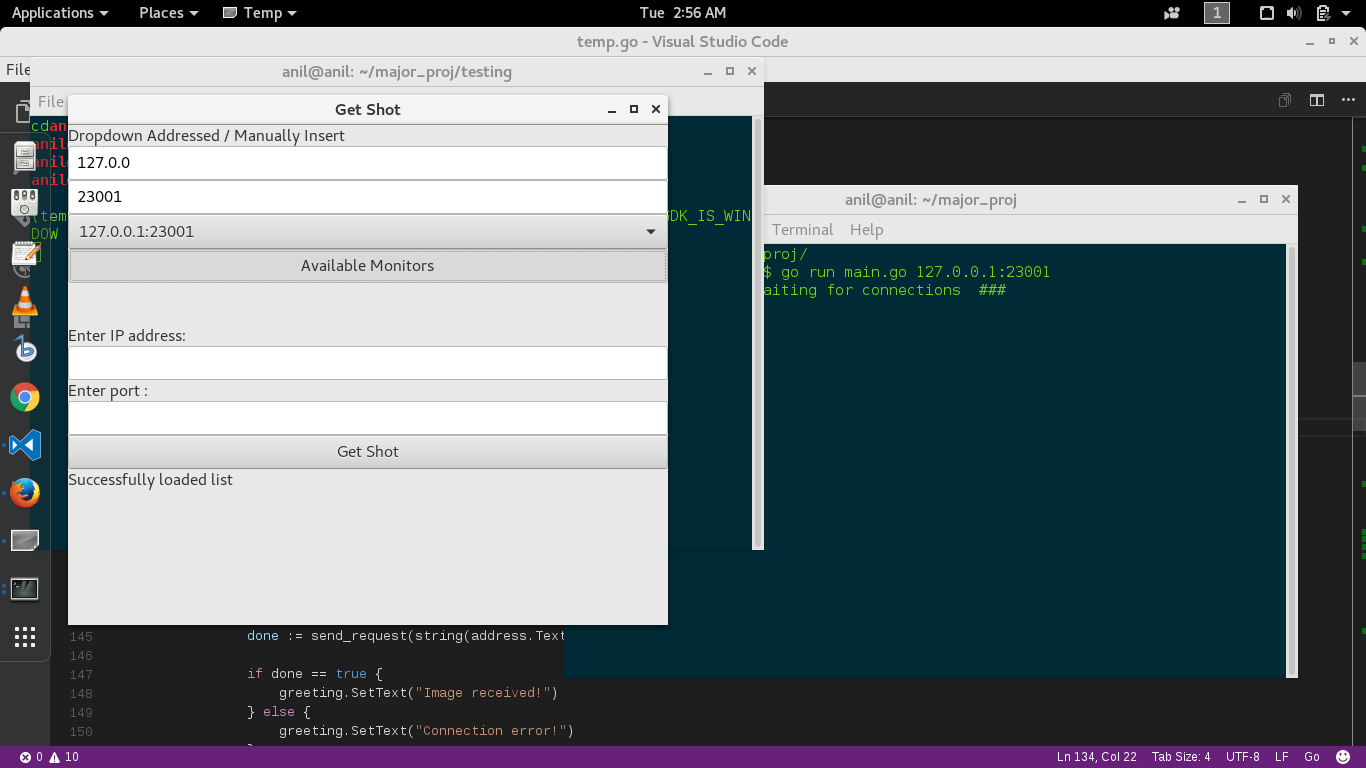 Applications Places Temp Tue 2:56 AM 1
temp.go - Visual Studio Code
File
anil@anil: ~/major_proj/testing
File
Get Shot
Dropdown Addressed / Manually Insert
127.0.0
23001
127.0.0.1:23001
Available Monitors
Enter IP address:
Enter port :
Get Shot
Successfully loaded list
cdan
anil
anil
anil
(tem
GDK_IS_WIN
DOW
anil@anil: ~/major_proj
Terminal Help
proj/
$ go run main.go 127.0.0.1:23001
aiting for connections ###
145 done := send_request(string(address.Text
146
147 if done == true {
148 greeting.SetText("Image received!")
149 } else {
150 greeting.SetText("Connection error!")
0 10 Ln 134, Col 22 Tab Size: 4 UTF-8 LF Go